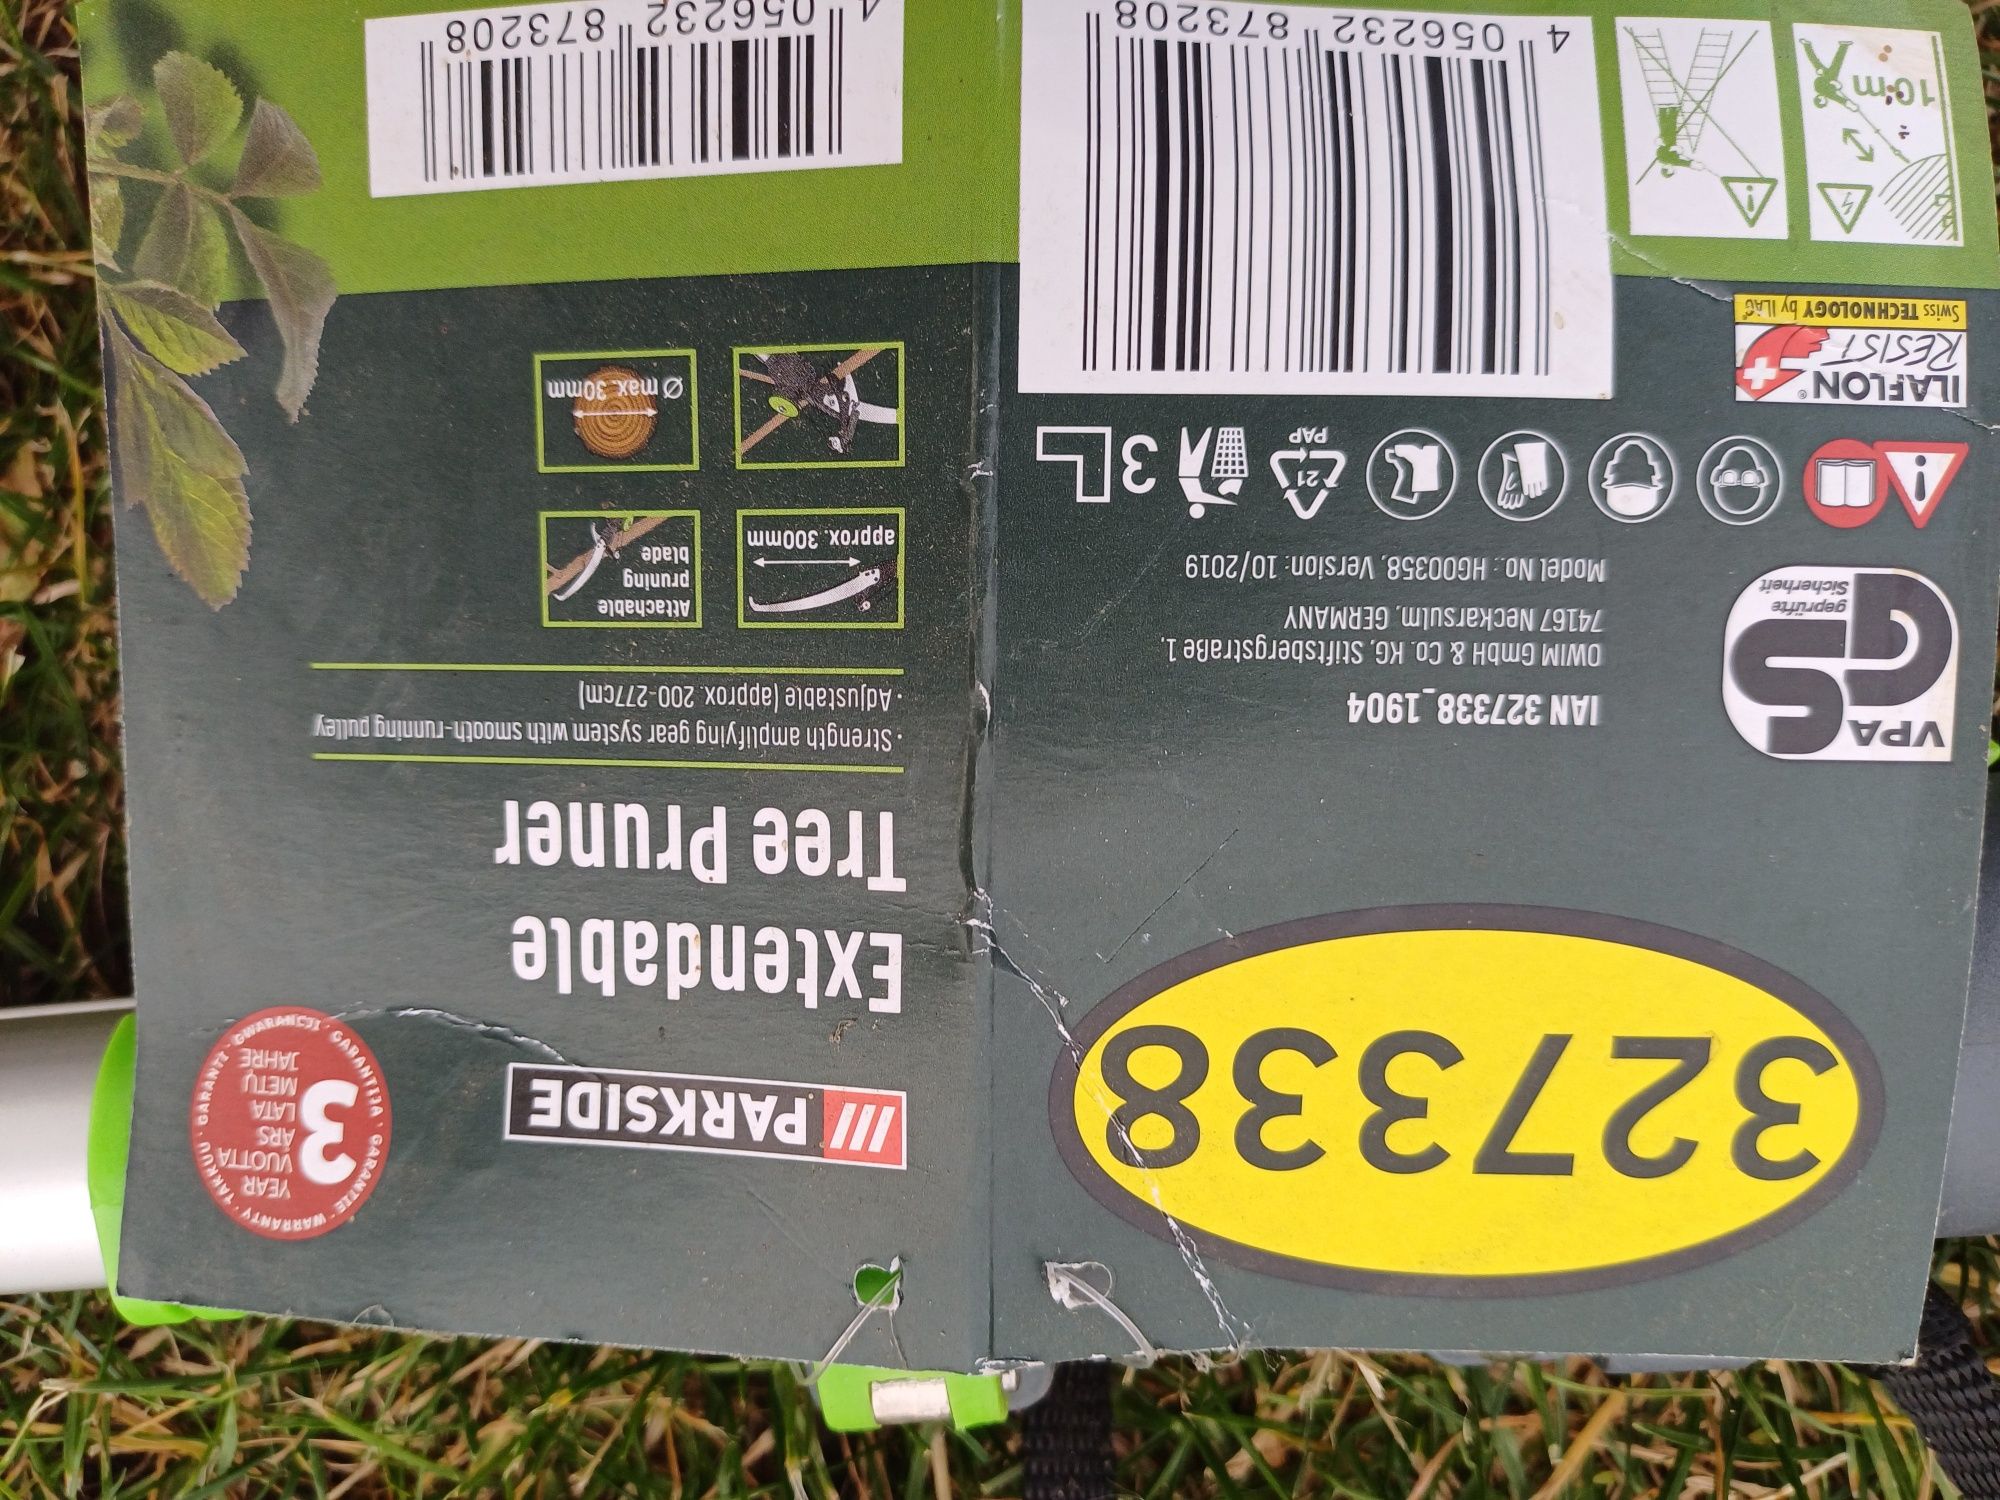 327338
VPA
GS
geprüfte
Sicherheit
IAN 327338_1904
OWIM GmbH & Co. KG, Stiftsbergstraße 1,
74167 Neckarsulm, GERMANY
Model No.: HG00358, Version: 10/2019
21
PAP
3L
ILAFLON®
RESIST
Swiss TECHNOLOGY by ILAG®
10 m
4 056232 873208
/// PARKSIDE
3
YEAR
VUOTTA
ÅRS
LATA
METŲ
JAHRE
WARRANTY · TAKUU · GARANTI · GWARANCJI · GARANTIJA · GARANTIE
Extendable
Tree Pruner
· Strength amplifying gear system with smooth-running pulley
· Adjustable (approx. 200-277cm)
approx. 300mm
Attachable
pruning
blade
Ø max. 30mm
4 056232 873208